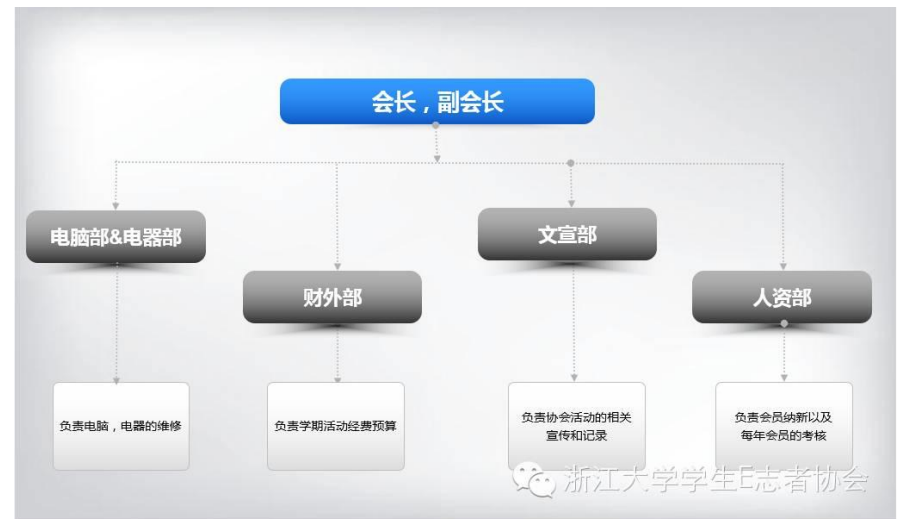 会长，副会长
电脑部&电器部
文宣部
财外部
人资部
负责电脑，电器的维修
负责学期活动经费预算
负责协会活动的相关
宣传和记录
负责会员纳新以及
每年会员的考核
浙江大学学生E志者协会